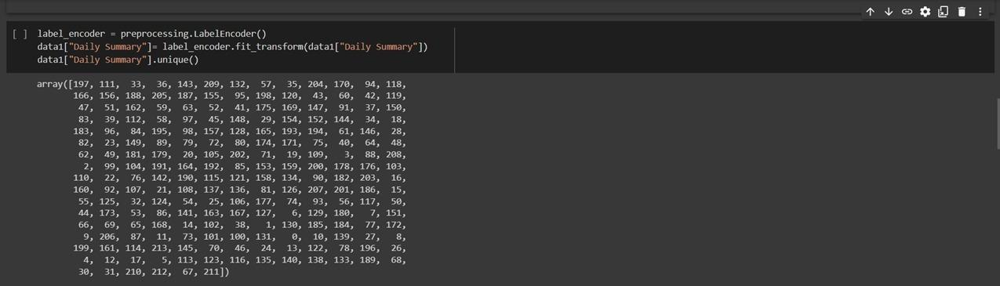 [ ] label_encoder = preprocessing.LabelEncoder()
data1["Daily Summary"]= label_encoder.fit_transform(data1["Daily Summary"])
data1["Daily Summary"].unique()
array([197, 111, 33, 36, 143, 209, 132, 57, 35, 204, 170, 94, 118,
166, 156, 188, 205, 187, 155, 95, 198, 120, 43, 60, 42, 119,
47, 51, 162, 59, 63, 52, 41, 175, 169, 147, 91, 37, 150,
83, 39, 112, 58, 97, 45, 148, 29, 154, 152, 144, 34, 18,
183, 96, 84, 195, 98, 157, 128, 165, 193, 194, 61, 146, 28,
82, 23, 149, 89, 79, 72, 80, 174, 171, 75, 40, 64, 48,
62, 49, 181, 179, 20, 105, 202, 71, 19, 109, 3, 88, 208,
2, 99, 104, 191, 164, 192, 85, 153, 159, 200, 178, 176, 103,
110, 22, 76, 142, 190, 115, 121, 158, 134, 90, 182, 203, 16,
160, 92, 107, 21, 108, 137, 136, 81, 126, 207, 201, 186, 15,
55, 125, 32, 124, 54, 25, 106, 177, 74, 93, 56, 117, 50,
44, 173, 53, 86, 141, 163, 167, 127, 6, 129, 180, 7, 151,
66, 69, 65, 168, 14, 102, 38, 1, 130, 185, 184, 77, 172,
9, 206, 87, 11, 73, 101, 100, 131, 0, 10, 139, 27, 8,
199, 161, 114, 213, 145, 70, 46, 24, 13, 122, 78, 196, 26,
4, 12, 17, 5, 113, 123, 116, 135, 140, 138, 133, 189, 68,
30, 31, 210, 212, 67, 211])